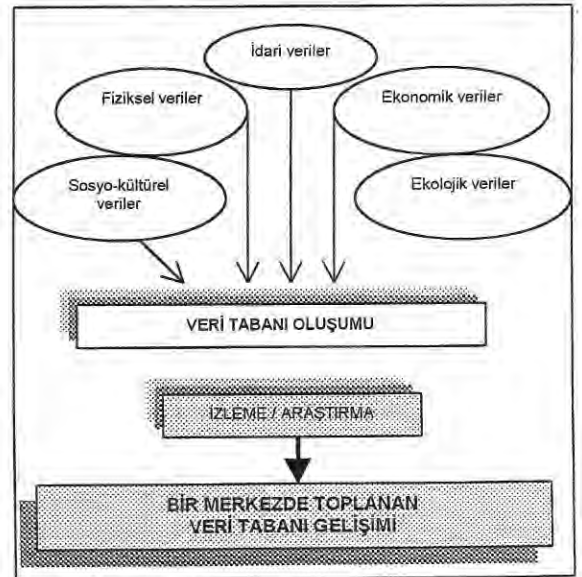 İdari veriler
Fiziksel veriler
Ekonomik veriler
Sosyo-kültürel
veriler
Ekolojik veriler
VERİ TABANI OLUŞUMU
İZLEME / ARAŞTIRMA
BİR MERKEZDE TOPLANAN
VERİ TABANI GELİŞİMİ